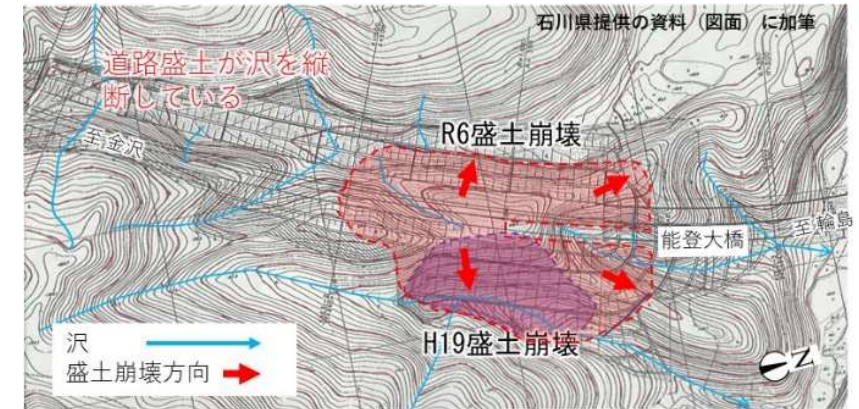 石川県提供の資料（図面）に加筆
道路盛土が沢を縦
断している
至金沢
R6盛土崩壊
至輪島
能登大橋
H19盛土崩壊
沢
盛土崩壊方向
N